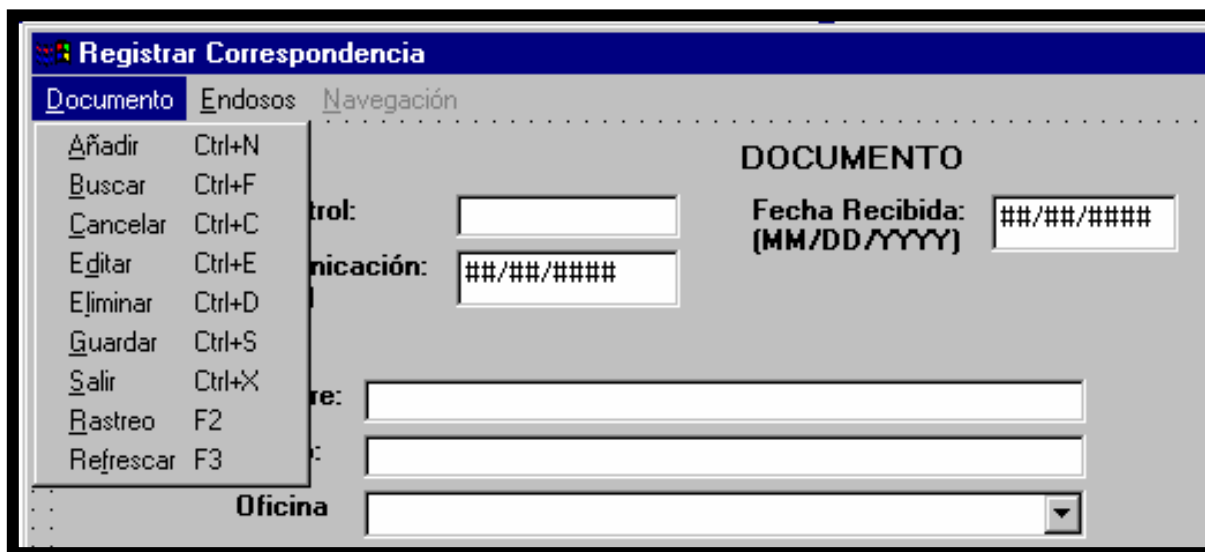 Registrar Correspondencia
Documento Endosos Navegación
Añadir Ctrl+N
Buscar Ctrl+F
Cancelar Ctrl+C
Editar Ctrl+E
Eliminar Ctrl+D
Guardar Ctrl+S
Salir Ctrl+X
Rastreo F2
Refrescar F3
DOCUMENTO
trol:
Fecha Recibida: ##/##/####
(MM/DD/YYYY)
nicación: ##/##/####
re:
Oficina